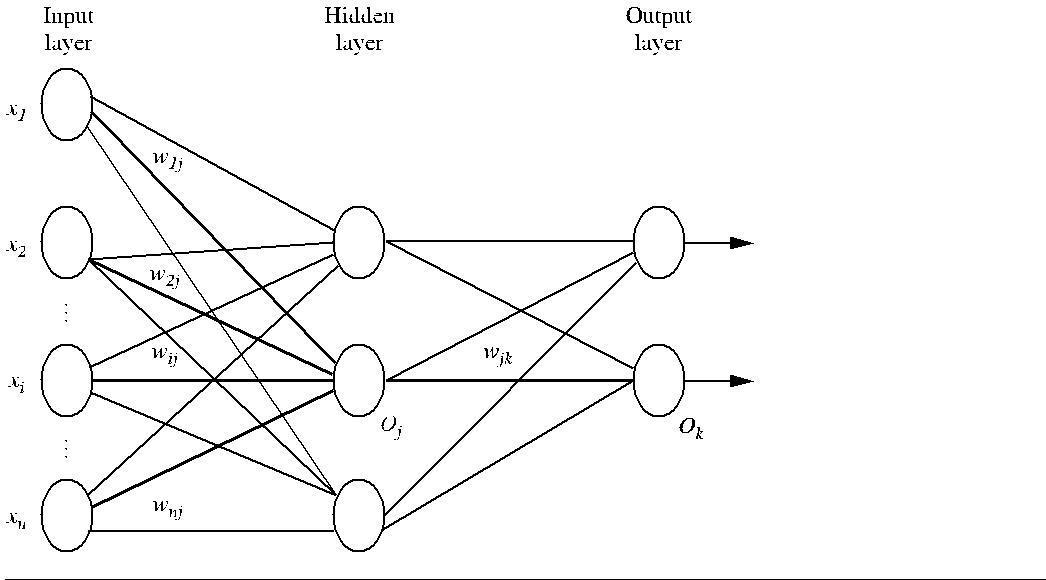 Input Hidden Output
layer layer layer
x1
w1j
x2
w2j
⋮
xi wij wjk
Oj Ok
⋮
xn wnj